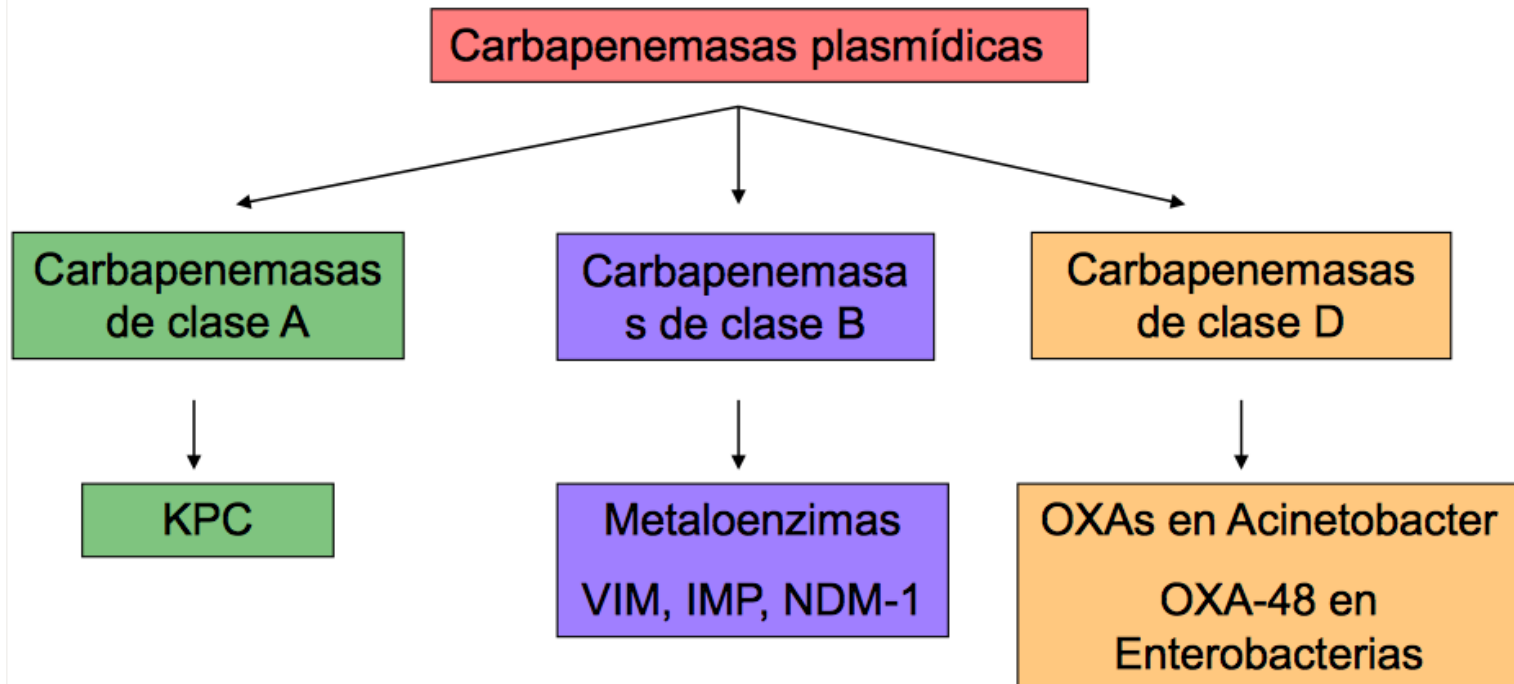 Carbapenemasas plasmídicas
Carbapenemasas
de clase A
Carbapenemasa
s de clase B
Carbapenemasas
de clase D
KPC
Metaloenzimas
VIM, IMP, NDM-1
OXAs en Acinetobacter
OXA-48 en
Enterobacterias